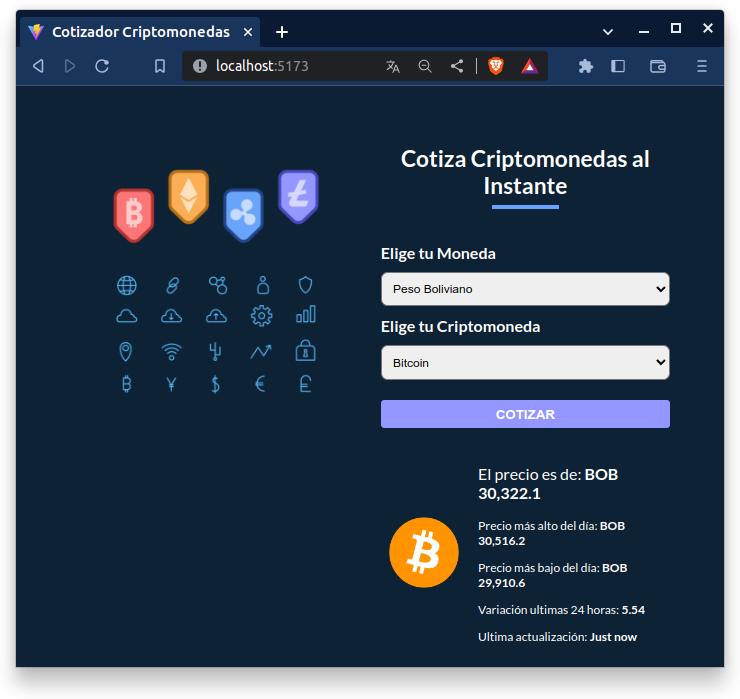 Cotizador Criptomonedas
localhost:5173
Cotiza Criptomonedas al
Instante
Elige tu Moneda
Peso Boliviano
Elige tu Criptomoneda
Bitcoin
COTIZAR
El precio es de: BOB
30,322.1
Precio más alto del día: BOB
30,516.2
Precio más bajo del día: BOB
29,910.6
Variación ultimas 24 horas: 5.54
Ultima actualización: Just now